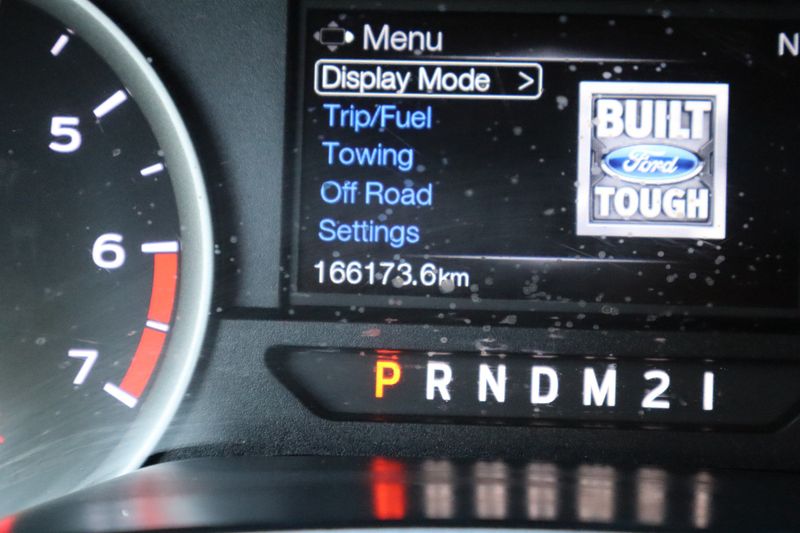 Menu
N
Display Mode >
Trip/Fuel
Towing
Off Road
Settings
166173.6km
BUILT
Ford
TOUGH
5
6
7
P R N D M 2 1